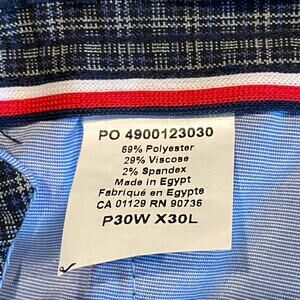 PO 4900123030
69% Polyester
29% Viscose
2% Spandex
Made in Egypt
Fabriqué en Egypte
CA 01129 RN 90736
P30W X30L